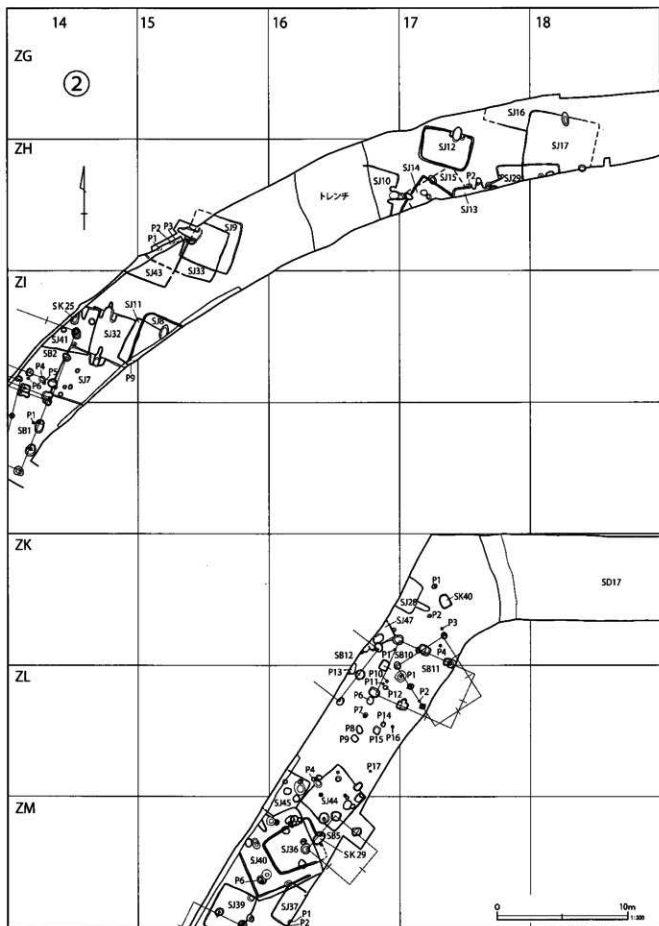 14 15 16 17 18
ZG
②
SJ16
ZH
SJ12
SJ17
SJ10
SJ14
SJ15
P2
SJ29
SJ13
トレンチ
P3
P2
P1
SJ9
SJ33
SJ43
ZI
SK25
SJ11
SJ8
SJ32
SJ41
SB2
P4
P5
P6
SJ7
P9
P1
SB1
ZK
P1
SJ28
SK40
SD17
P2
SJ47
P3
SB12
P1
SB10
P4
ZL
SB11
P13
P10
P11
P1
P6
P12
P2
P7
P14
P8
P16
P9
P15
P17
P4
ZM
SJ45
SJ44
SB5
SJ36
SK29
SJ40
P6
SJ39
SJ37
P1
P2
0 10m
1:300